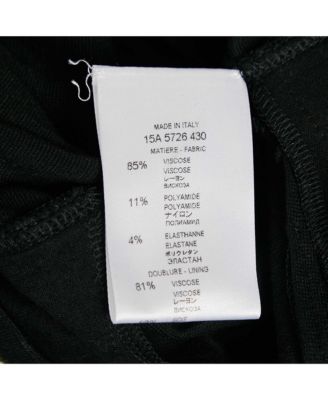 MADE IN ITALY
15A 5726 430
MATIERE - FABRIC
85% VISCOSE
VISCOSE
レーヨン
ВИСКОЗА
11% POLYAMIDE
POLYAMIDE
ナイロン
ПОЛИАМИД
4% ELASTHANNE
ELASTANE
ポリウレタン
ЭЛАСТАН
DOUBLURE - LINING
81% VISCOSE
VISCOSE
レーヨン
ВИСКОЗА